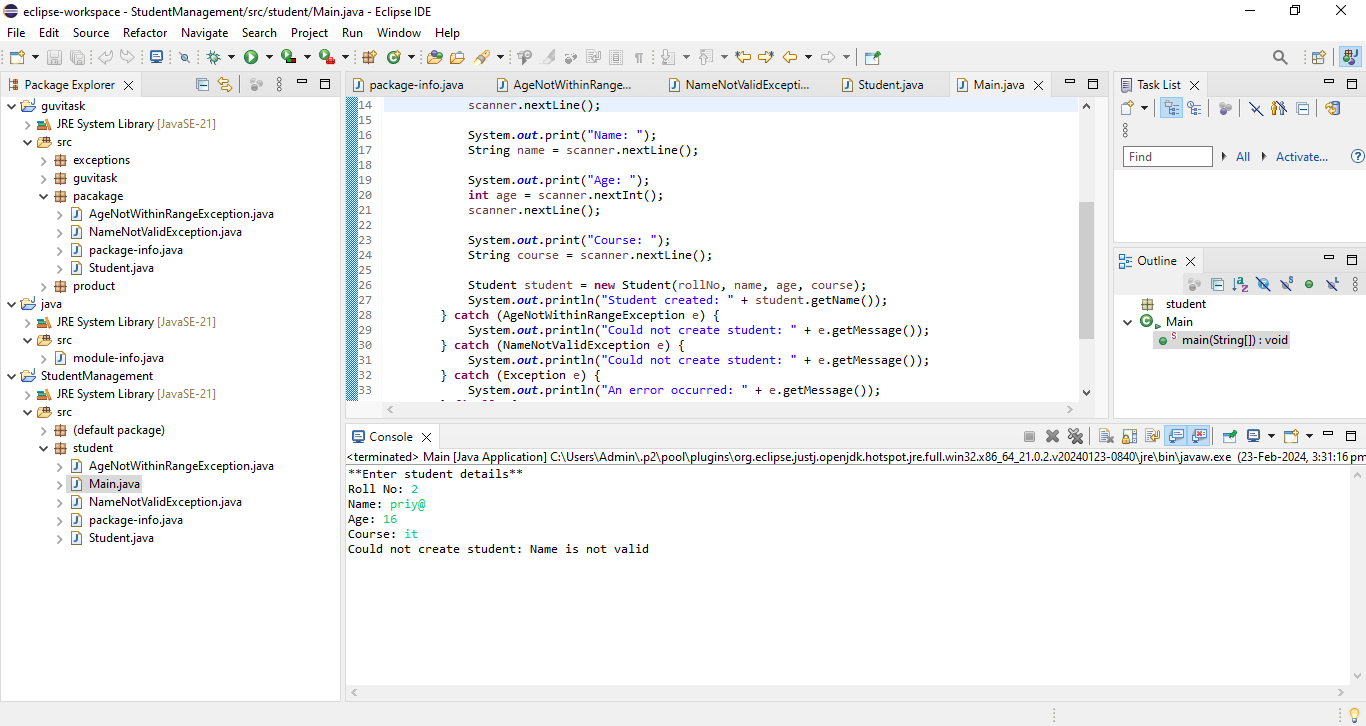 eclipse-workspace - StudentManagement/src/student/Main.java - Eclipse IDE
File Edit Source Refactor Navigate Search Project Run Window Help
Package Explorer
guvitask
JRE System Library [JavaSE-21]
src
exceptions
guvitask
pacakage
AgeNotWithinRangeException.java
NameNotValidException.java
package-info.java
Student.java
product
java
JRE System Library [JavaSE-21]
src
module-info.java
StudentManagement
JRE System Library [JavaSE-21]
src
(default package)
student
AgeNotWithinRangeException.java
Main.java
NameNotValidException.java
package-info.java
Student.java
package-info.java AgeNotWithinRange... NameNotValidExcepti... Student.java Main.java
14 scanner.nextLine();
15
16 System.out.print("Name: ");
17 String name = scanner.nextLine();
18
19 System.out.print("Age: ");
20 int age = scanner.nextInt();
21 scanner.nextLine();
22
23 System.out.print("Course: ");
24 String course = scanner.nextLine();
25
26 Student student = new Student(rollNo, name, age, course);
27 System.out.println("Student created: " + student.getName());
28 } catch (AgeNotWithinRangeException e) {
29 System.out.println("Could not create student: " + e.getMessage());
30 } catch (NameNotValidException e) {
31 System.out.println("Could not create student: " + e.getMessage());
32 } catch (Exception e) {
33 System.out.println("An error occurred: " + e.getMessage());
Console
<terminated> Main [Java Application] C:\Users\Admin\.p2\pool\plugins\org.eclipse.justj.openjdk.hotspot.jre.full.win32.x86_64_21.0.2.v20240123-0840\jre\bin\javaw.exe (23-Feb-2024, 3:31:16 pm
**Enter student details**
Roll No: 2
Name: priy@
Age: 16
Course: it
Could not create student: Name is not valid
Task List
Find All Activate...
Outline
student
Main
main(String[]) : void